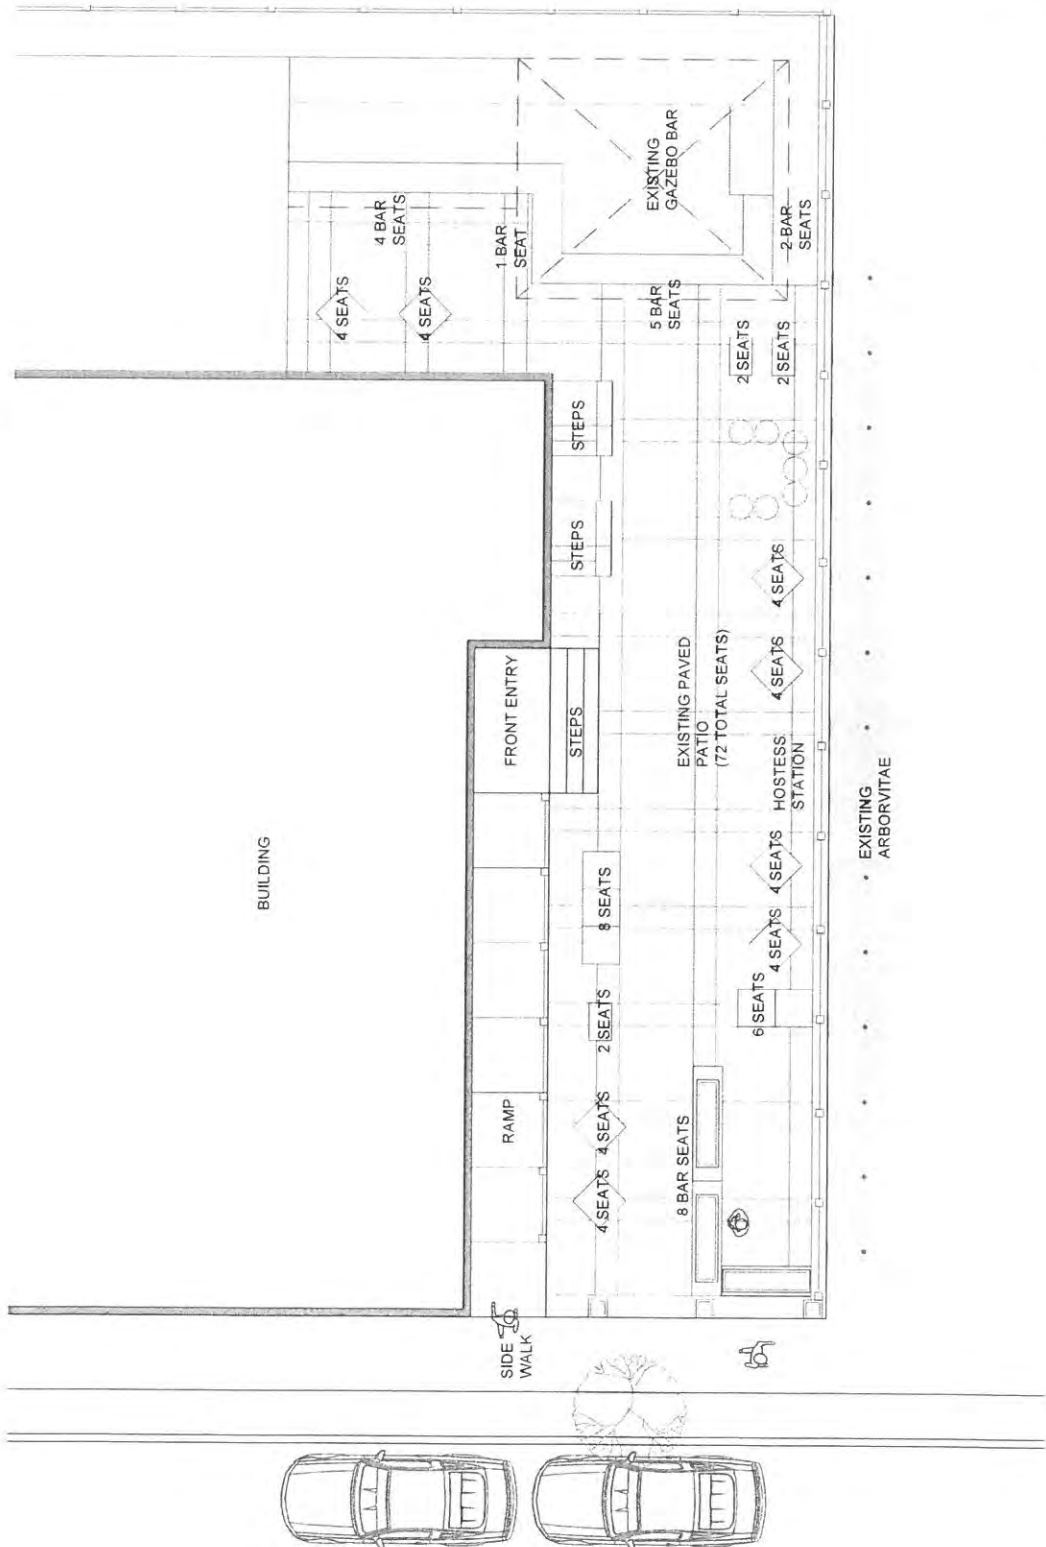 EXISTING
GAZEBO BAR
4 BAR
SEATS
1 BAR
SEAT
2 BAR
SEATS
5 BAR
SEATS
4 SEATS
4 SEATS
2 SEATS
2 SEATS
STEPS
STEPS
4 SEATS
4 SEATS
FRONT ENTRY
STEPS
EXISTING PAVED
PATIO
(72 TOTAL SEATS)
HOSTESS
STATION
EXISTING
ARBORVITAE
BUILDING
8 SEATS
4 SEATS
4 SEATS
2 SEATS
6 SEATS
RAMP
4 SEATS
4 SEATS
8 BAR SEATS
SIDE
WALK